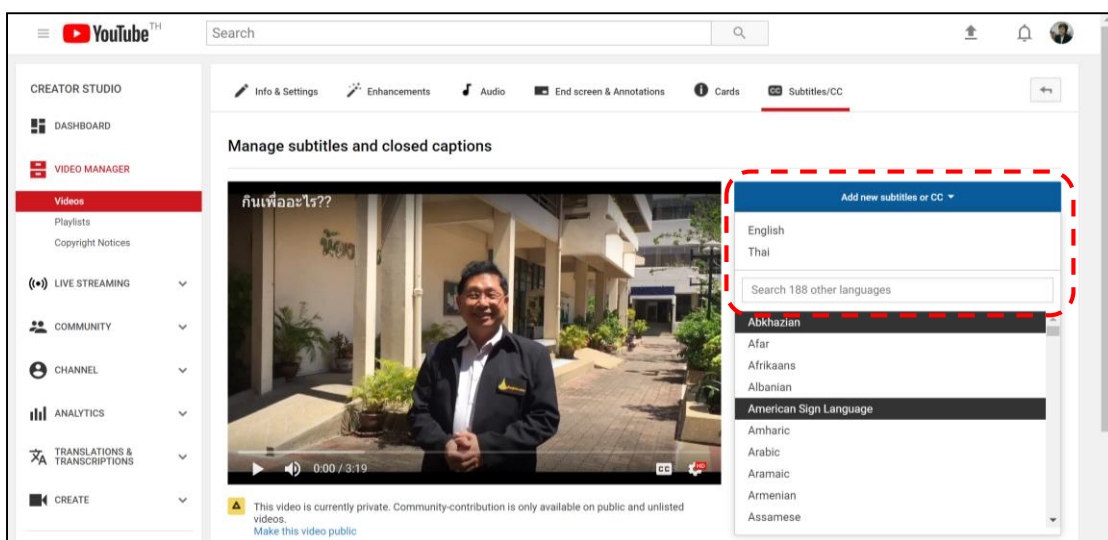 YouTube TH
Search
CREATOR STUDIO
Info & Settings
Enhancements
Audio
End screen & Annotations
Cards
CC Subtitles/CC
DASHBOARD
Manage subtitles and closed captions
VIDEO MANAGER
Videos
Playlists
Copyright Notices
LIVE STREAMING
COMMUNITY
CHANNEL
ANALYTICS
TRANSLATIONS &
TRANSCRIPTIONS
CREATE
กินเพื่ออะไร??
0:00 / 3:19
CC
HD
This video is currently private. Community-contribution is only available on public and unlisted
videos.
Make this video public
Add new subtitles or CC
English
Thai
Search 188 other languages
Abkhazian
Afar
Afrikaans
Albanian
American Sign Language
Amharic
Arabic
Aramaic
Armenian
Assamese